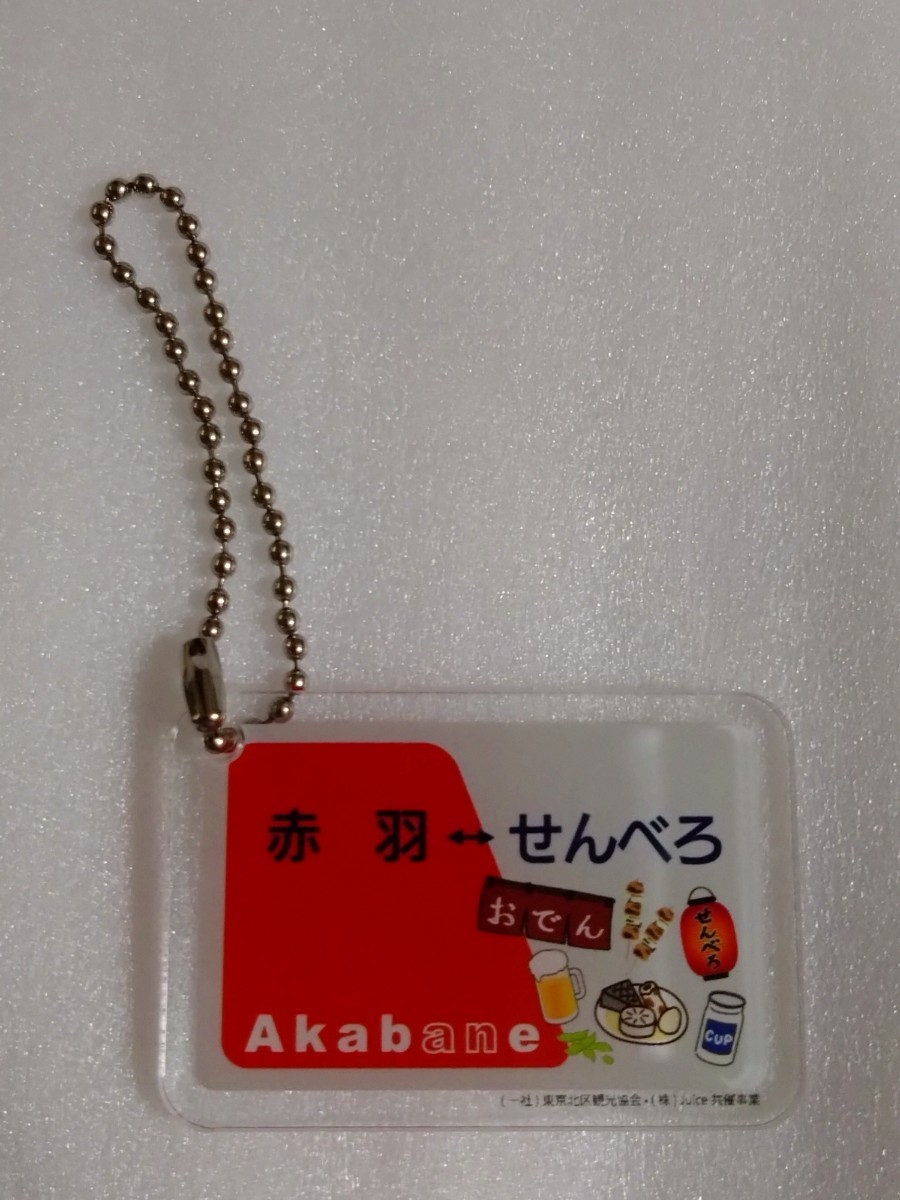 赤 羽 ↔ せんべろ
おでん
せんべろ
CUP
Akabane
(一社)東京北区観光協会・(株)Juice 共催事業